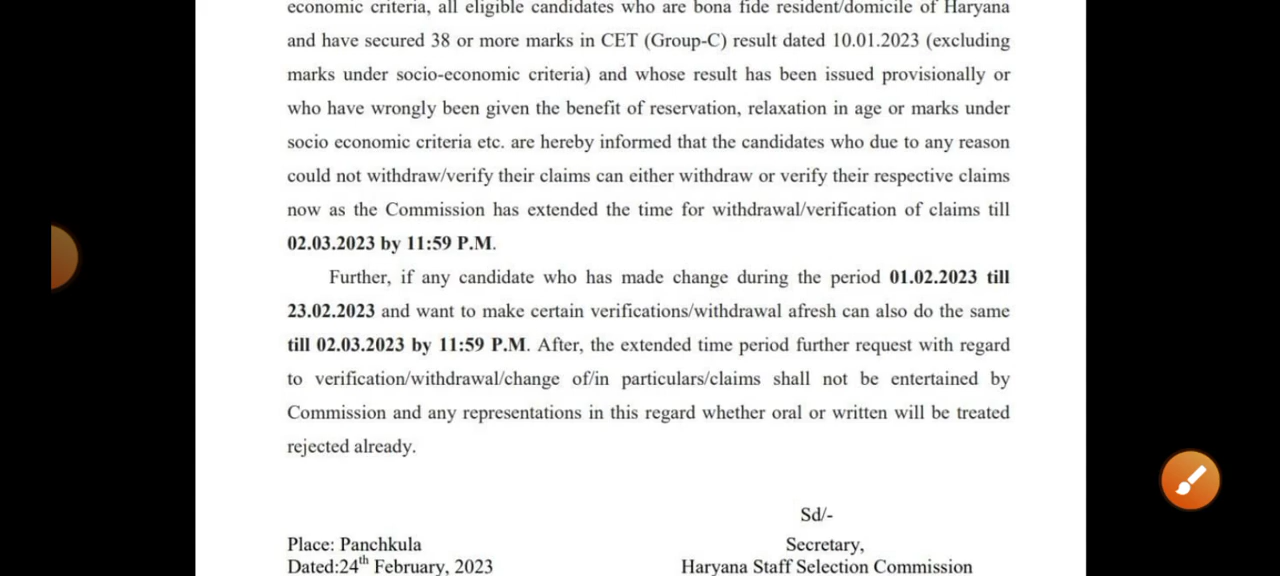 economic criteria, all eligible candidates who are bona fide resident/domicile of Haryana
and have secured 38 or more marks in CET (Group-C) result dated 10.01.2023 (excluding
marks under socio-economic criteria) and whose result has been issued provisionally or
who have wrongly been given the benefit of reservation, relaxation in age or marks under
socio economic criteria etc. are hereby informed that the candidates who due to any reason
could not withdraw/verify their claims can either withdraw or verify their respective claims
now as the Commission has extended the time for withdrawal/verification of claims till
02.03.2023 by 11:59 P.M.
Further, if any candidate who has made change during the period 01.02.2023 till
23.02.2023 and want to make certain verifications/withdrawal afresh can also do the same
till 02.03.2023 by 11:59 P.M. After, the extended time period further request with regard
to verification/withdrawal/change of/in particulars/claims shall not be entertained by
Commission and any representations in this regard whether oral or written will be treated
rejected already.
Sd/-
Place: Panchkula Secretary,
Dated:24th February, 2023 Haryana Staff Selection Commission